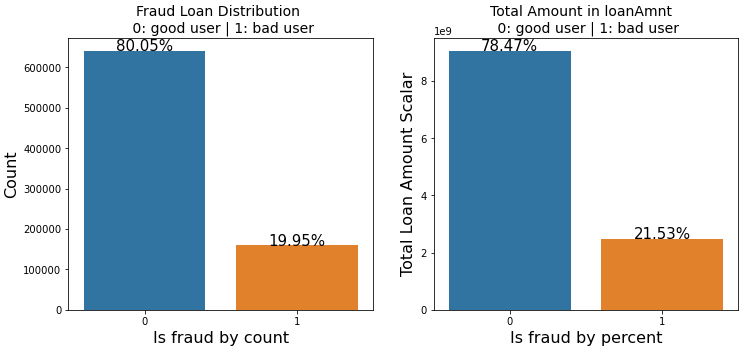 Fraud Loan Distribution
0: good user | 1: bad user
80.05%
19.95%
600000
500000
400000
300000
200000
100000
0
Count
0
1
Is fraud by count
Total Amount in loanAmnt
0: good user | 1: bad user
1e9
78.47%
21.53%
8
6
4
2
0
Total Loan Amount Scalar
0
1
Is fraud by percent